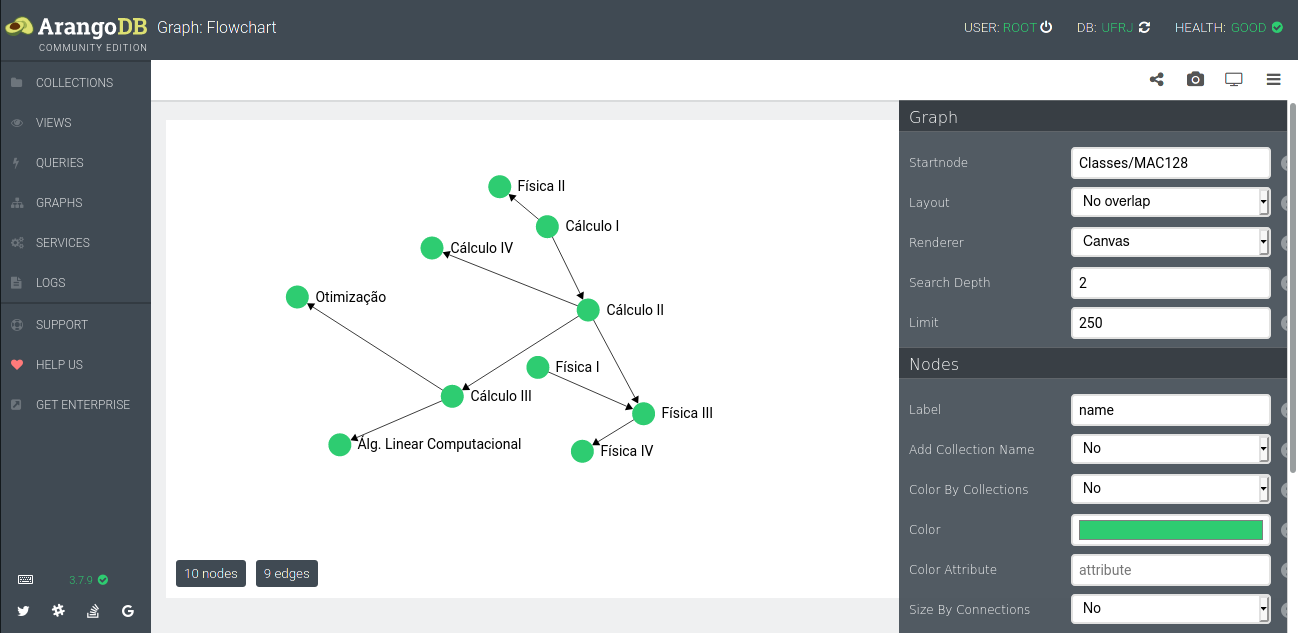 ArangoDB
COMMUNITY EDITION
Graph: Flowchart
USER: ROOT
DB: UFRJ
HEALTH: GOOD
COLLECTIONS
VIEWS
QUERIES
GRAPHS
SERVICES
LOGS
SUPPORT
HELP US
GET ENTERPRISE
3.7.9
Física II
Cálculo I
Cálculo IV
Otimização
Cálculo II
Física I
Cálculo III
Física III
Alg. Linear Computacional
Física IV
10 nodes
9 edges
Graph
Startnode
Classes/MAC128
Layout
No overlap
Renderer
Canvas
Search Depth
2
Limit
250
Nodes
Label
name
Add Collection Name
No
Color By Collections
No
Color
Color Attribute
attribute
Size By Connections
No